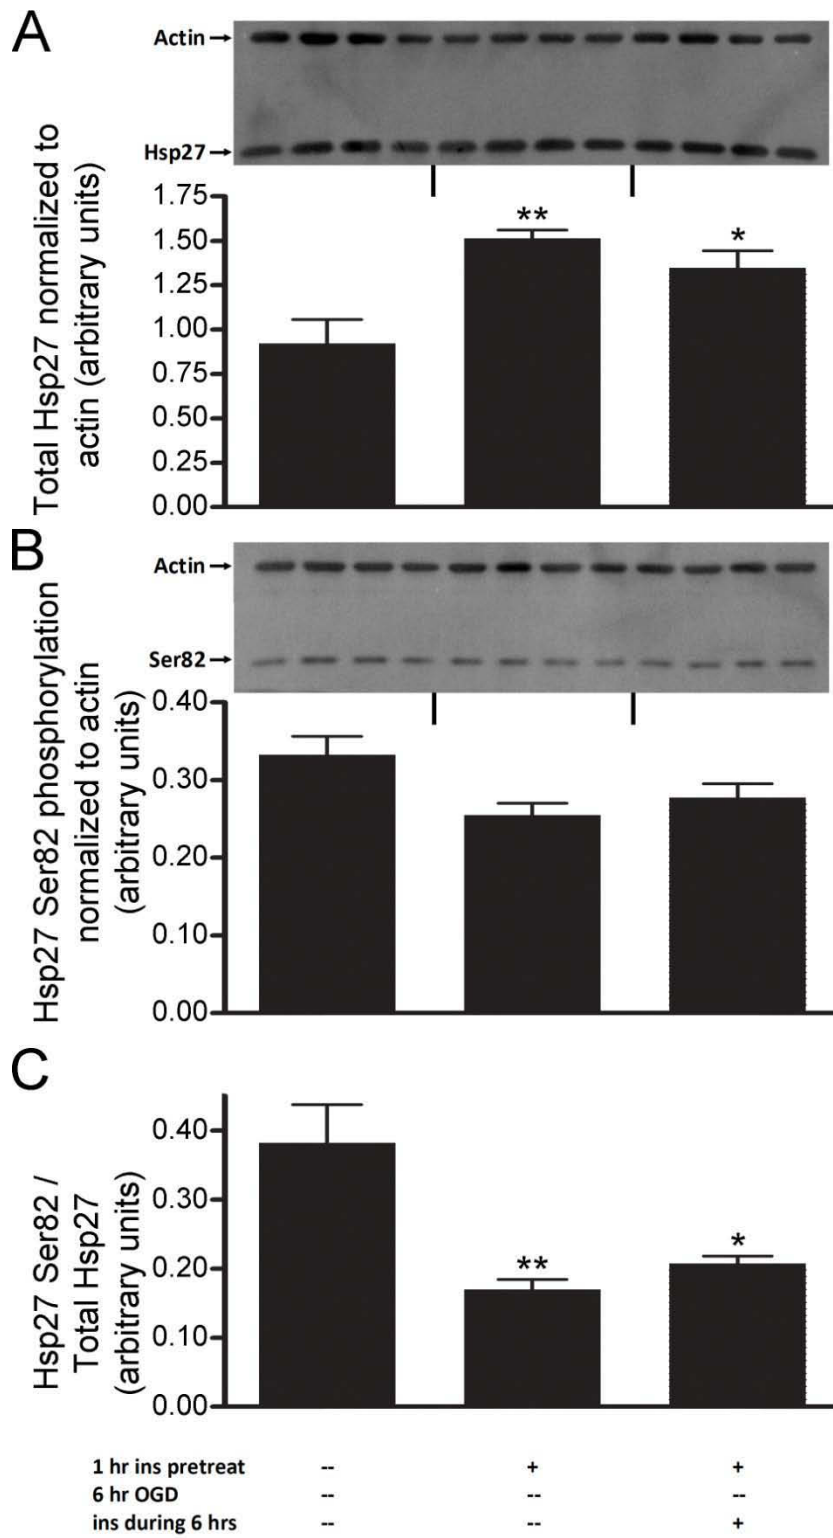 A
Actin
Hsp27
Total Hsp27 normalized to
actin (arbitrary units)
1.75
1.50
1.25
1.00
0.75
0.50
0.25
0.00
**
*
B
Actin
Ser82
Hsp27 Ser82 phosphorylation
normalized to actin
(arbitrary units)
0.40
0.30
0.20
0.10
0.00
C
Hsp27 Ser82 /
Total Hsp27
(arbitrary units)
0.40
0.30
0.20
0.10
0.00
**
*
1 hr ins pretreat -- + +
6 hr OGD -- -- --
ins during 6 hrs -- -- +